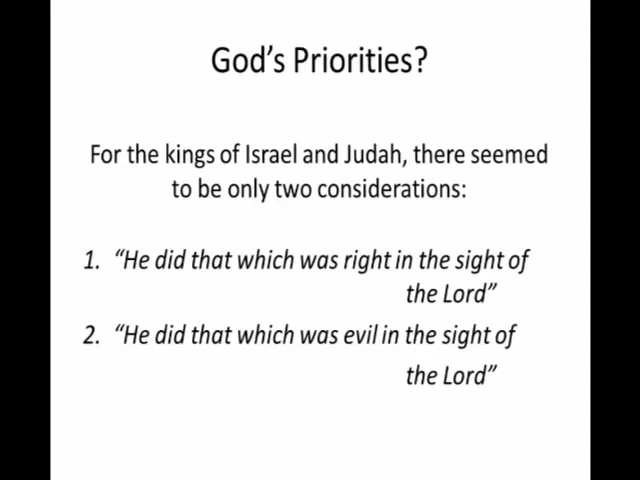 God's Priorities?
For the kings of Israel and Judah, there seemed
to be only two considerations:
1. “He did that which was right in the sight of
the Lord”
2. “He did that which was evil in the sight of
the Lord”